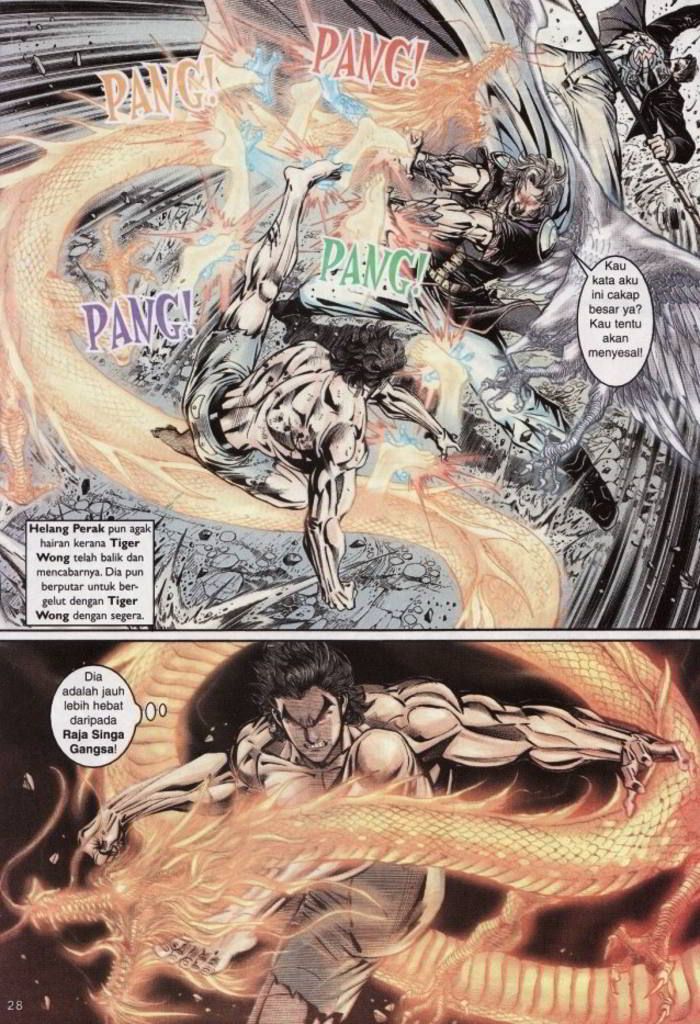 PANG!
PANG!
PANG!
PANG!
Kau
kata aku
ini cakap
besar ya?
Kau tentu
akan
menyesal!
Helang Perak pun agak
hairan kerana Tiger
Wong telah balik dan
mencabarnya. Dia pun
berputar untuk ber-
gelut dengan Tiger
Wong dengan segera.
Dia
adalah jauh
lebih hebat
daripada
Raja Singa
Gangsa!
28